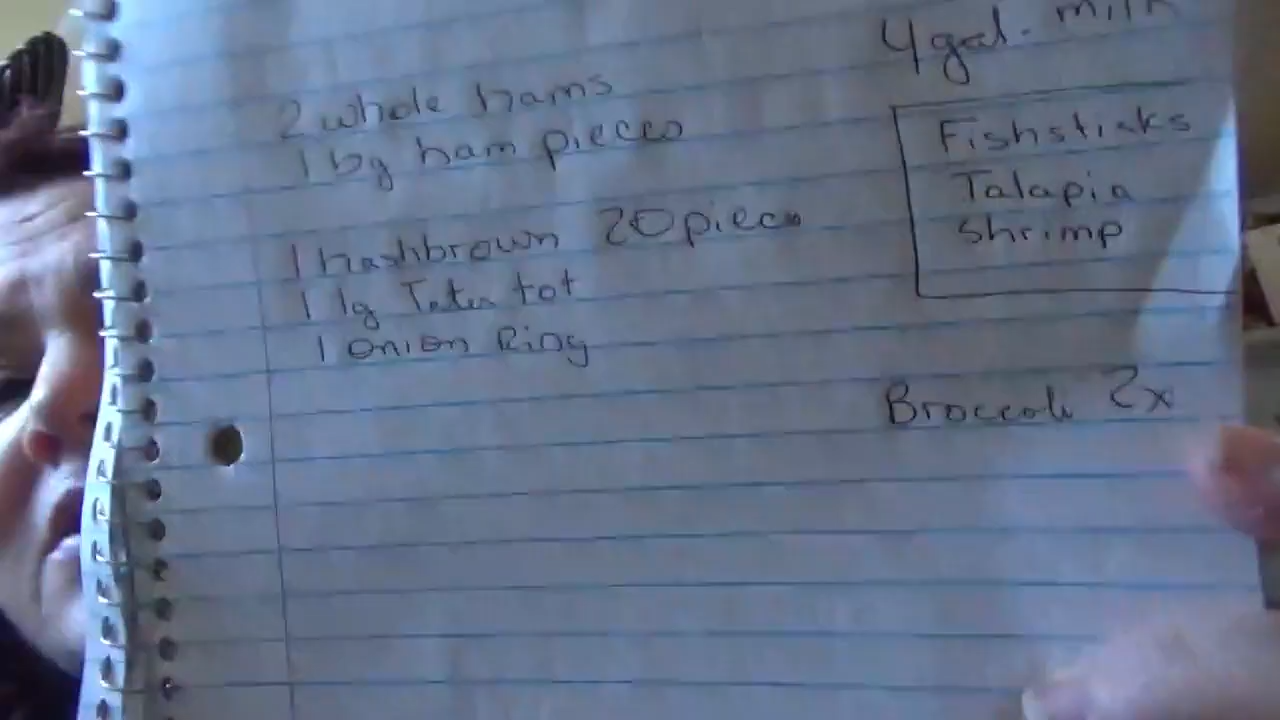 4 gal. milk
2 whole hams
1 bg ham pieces
1 hashbrown 20 piece
1 lg Tater tot
1 onion Ring
Fishsticks
Talapia
Shrimp
Broccoli 2x